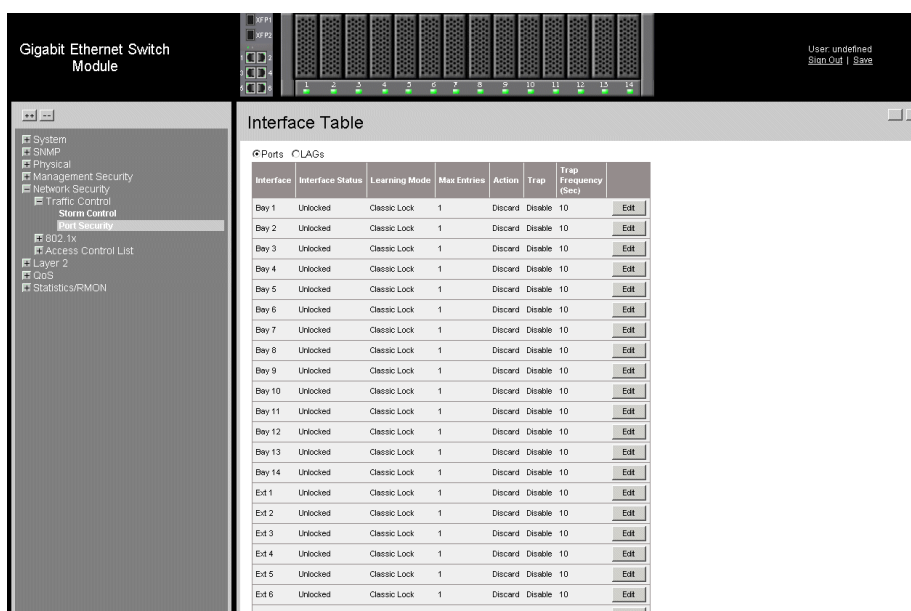 Gigabit Ethernet Switch
Module
XFP1
XFP2
1 2
3 4
5 6
1 2 3 4 5 6 7 8 9 10 11 12 13 14
User: undefined
Sign Out | Save
++ --
System
SNMP
Physical
Management Security
Network Security
Traffic Control
Storm Control
Port Security
802.1x
Access Control List
Layer 2
QoS
Statistics/RMON
Interface Table
Ports LAGs
Interface Interface Status Learning Mode Max Entries Action Trap Trap Frequency (Sec)
Bay 1 Unlocked Classic Lock 1 Discard Disable 10 Edit
Bay 2 Unlocked Classic Lock 1 Discard Disable 10 Edit
Bay 3 Unlocked Classic Lock 1 Discard Disable 10 Edit
Bay 4 Unlocked Classic Lock 1 Discard Disable 10 Edit
Bay 5 Unlocked Classic Lock 1 Discard Disable 10 Edit
Bay 6 Unlocked Classic Lock 1 Discard Disable 10 Edit
Bay 7 Unlocked Classic Lock 1 Discard Disable 10 Edit
Bay 8 Unlocked Classic Lock 1 Discard Disable 10 Edit
Bay 9 Unlocked Classic Lock 1 Discard Disable 10 Edit
Bay 10 Unlocked Classic Lock 1 Discard Disable 10 Edit
Bay 11 Unlocked Classic Lock 1 Discard Disable 10 Edit
Bay 12 Unlocked Classic Lock 1 Discard Disable 10 Edit
Bay 13 Unlocked Classic Lock 1 Discard Disable 10 Edit
Bay 14 Unlocked Classic Lock 1 Discard Disable 10 Edit
Ext 1 Unlocked Classic Lock 1 Discard Disable 10 Edit
Ext 2 Unlocked Classic Lock 1 Discard Disable 10 Edit
Ext 3 Unlocked Classic Lock 1 Discard Disable 10 Edit
Ext 4 Unlocked Classic Lock 1 Discard Disable 10 Edit
Ext 5 Unlocked Classic Lock 1 Discard Disable 10 Edit
Ext 6 Unlocked Classic Lock 1 Discard Disable 10 Edit